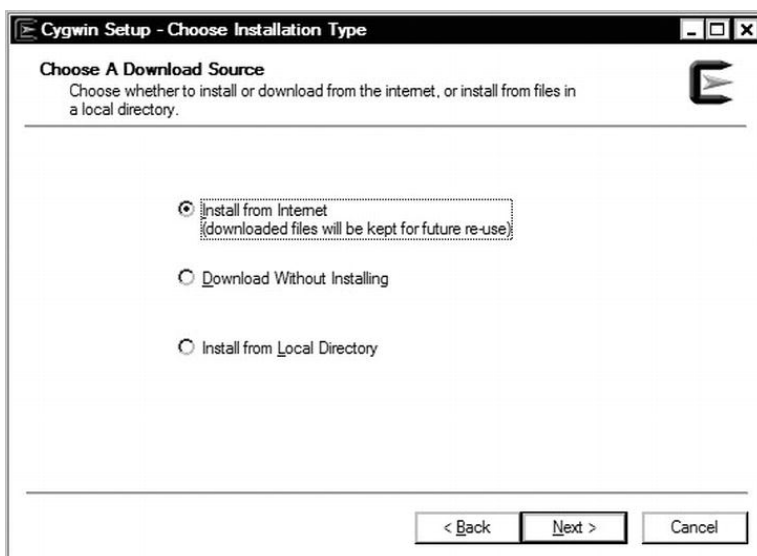 Cygwin Setup - Choose Installation Type
Choose A Download Source
Choose whether to install or download from the internet, or install from files in
a local directory.
Install from Internet
(downloaded files will be kept for future re-use)
Download Without Installing
Install from Local Directory
< Back Next > Cancel